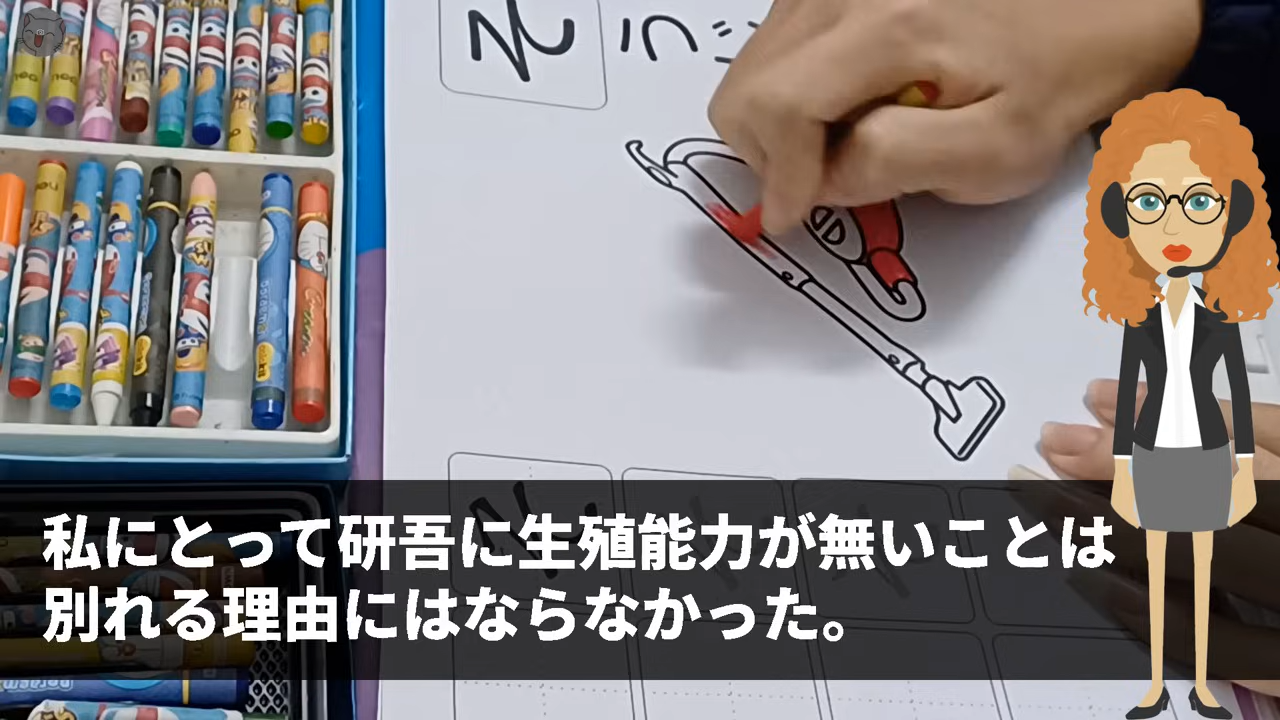 私にとって研吾に生殖能力が無いことは
別れる理由にはならなかった。